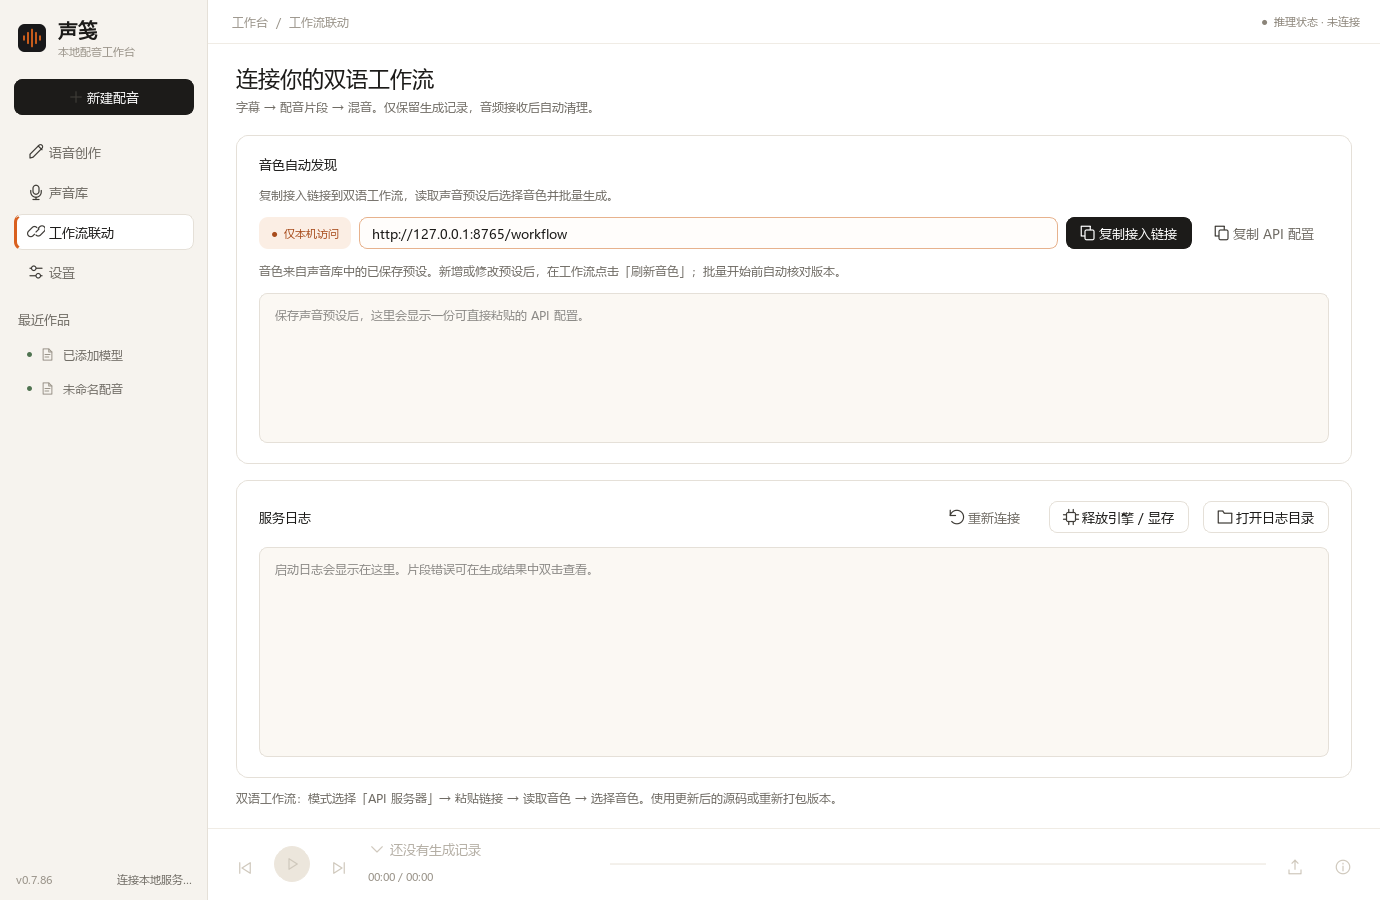 声笺
本地配音工作台
新建配音
语音创作
声音库
工作流联动
设置
最近作品
已添加模型
未命名配音
v0.7.86
连接本地服务...
工作台 / 工作流联动
推理状态 · 未连接
连接你的双语工作流
字幕 → 配音片段 → 混音。仅保留生成记录，音频接收后自动清理。
音色自动发现
复制接入链接到双语工作流，读取声音预设后选择音色并批量生成。
仅本机访问
http://127.0.0.1:8765/workflow
复制接入链接
复制 API 配置
音色来自声音库中的已保存预设。新增或修改预设后，在工作流点击「刷新音色」；批量开始前自动核对版本。
保存声音预设后，这里会显示一份可直接粘贴的 API 配置。
服务日志
重新连接
释放引擎 / 显存
打开日志目录
启动日志会显示在这里。片段错误可在生成结果中双击查看。
双语工作流：模式选择「API 服务器」→ 粘贴链接 → 读取音色 → 选择音色。使用更新后的源码或重新打包版本。
还没有生成记录
00:00 / 00:00